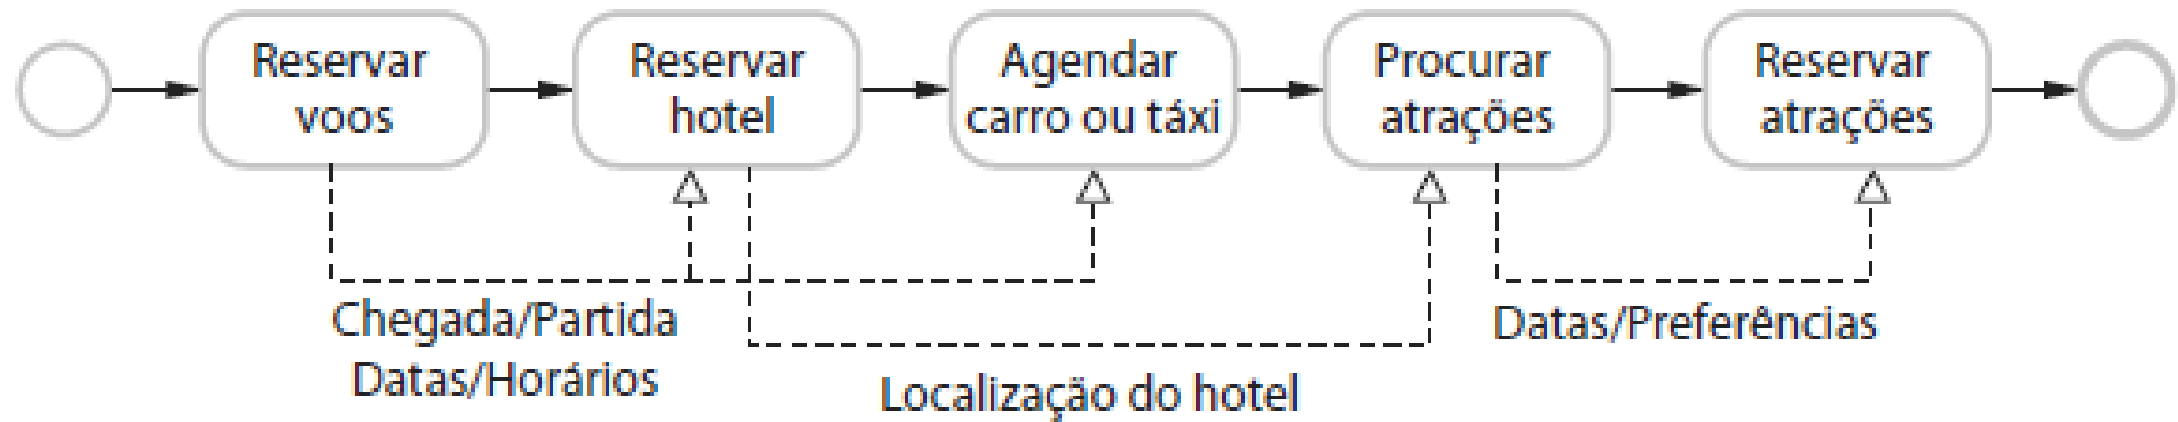 Reservar
voos
Reservar
hotel
Agendar
carro ou táxi
Procurar
atrações
Reservar
atrações
Chegada/Partida
Datas/Horários
Localização do hotel
Datas/Preferências